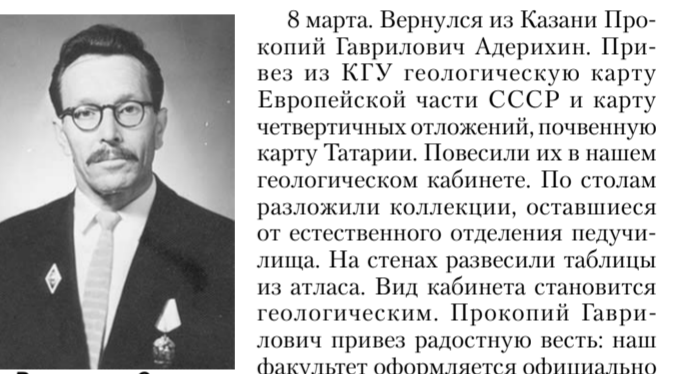 8 марта. Вернулся из Казани Про-
копий Гаврилович Адерихин. При-
вез из КГУ геологическую карту
Европейской части СССР и карту
четвертичных отложений, почвенную
карту Татарии. Повесили их в нашем
геологическом кабинете. По столам
разложили коллекции, оставшиеся
от естественного отделения педучи-
лища. На стенах развесили таблицы
из атласа. Вид кабинета становится
геологическим. Прокопий Гаври-
лович привез радостную весть: наш
факультет оформляется официально